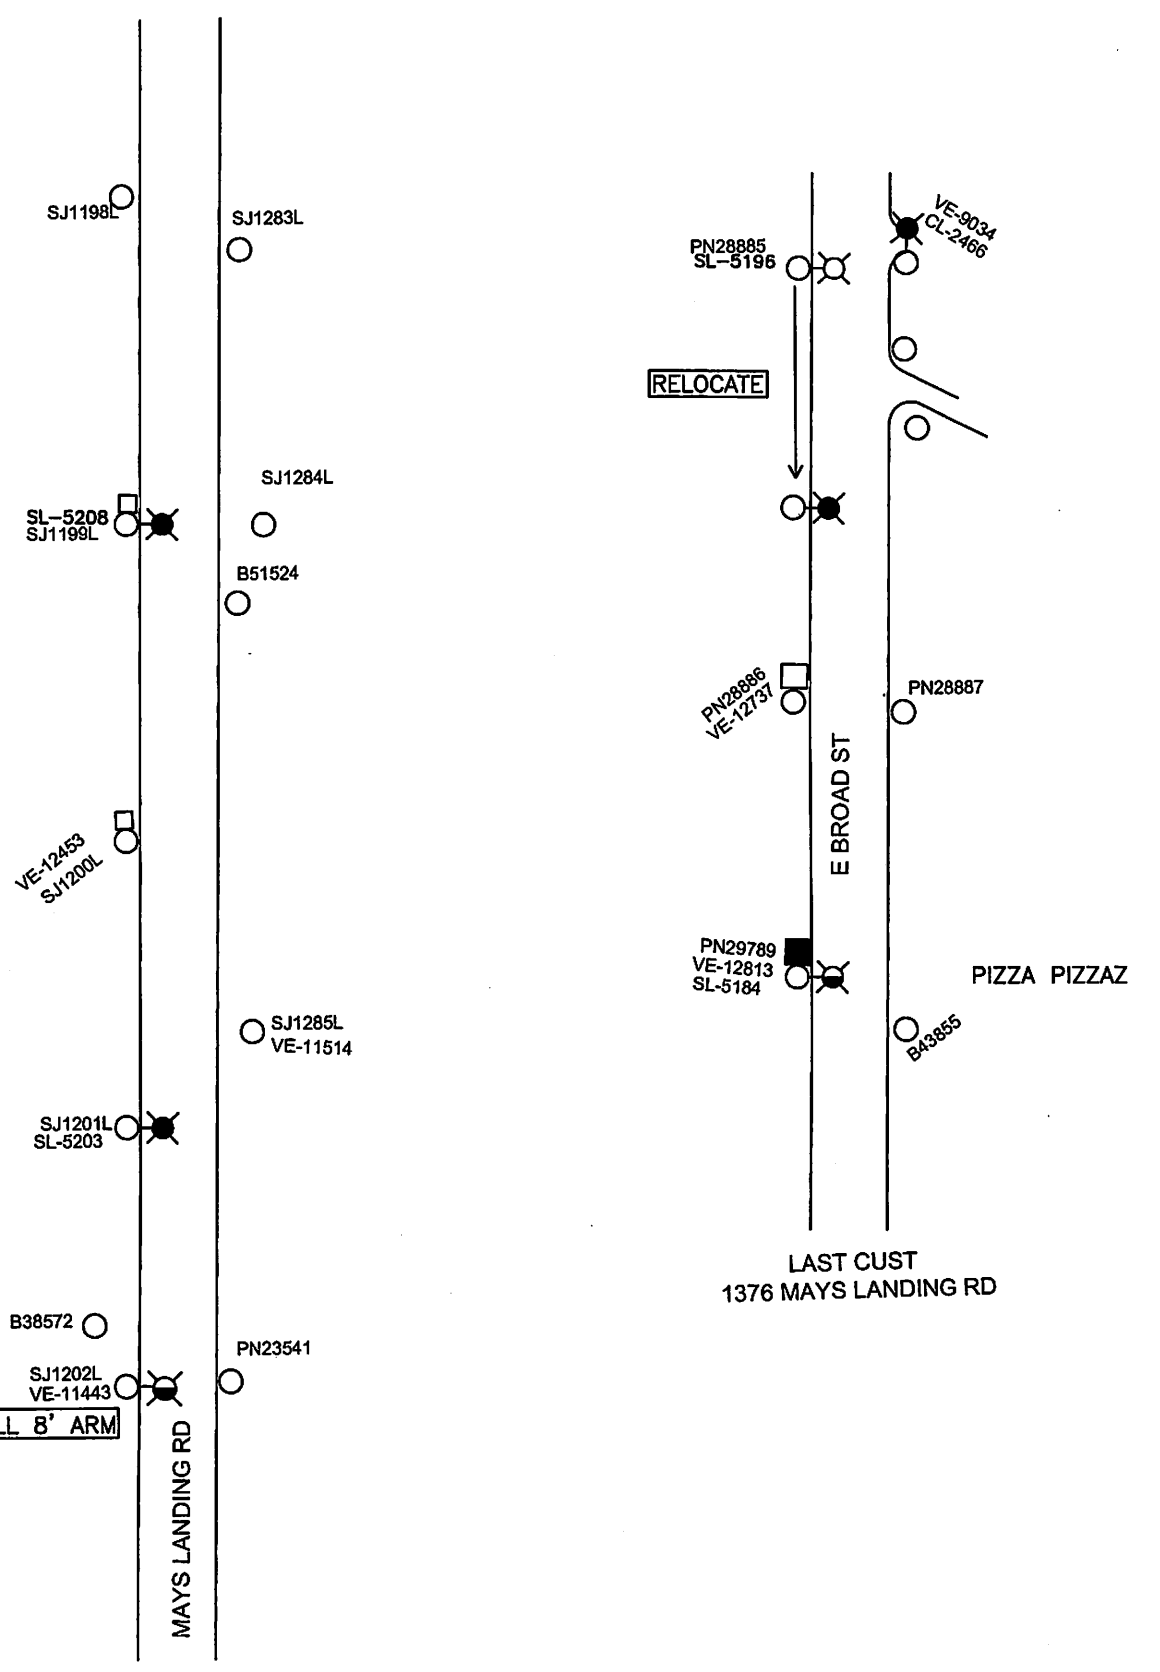 SJ1198L
SJ1283L
SJ1284L
SL-5208
SJ1199L
B51524
VE-12453
SJ1200L
SJ1285L
VE-11514
SJ1201L
SL-5203
B38572
PN23541
SJ1202L
VE-11443
8' ARM
MAYS LANDING RD
VE-9034
CL-2466
PN28885
SL-5196
RELOCATE
PN28886
VE-12737
PN28887
E BROAD ST
PN29789
VE-12813
SL-5184
PIZZA PIZZAZ
B43855
LAST CUST
1376 MAYS LANDING RD